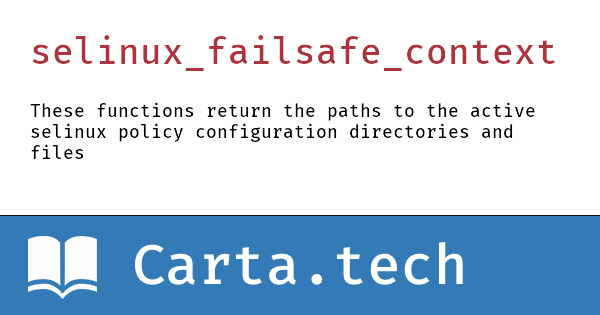 selinux_failsafe_context
These functions return the paths to the active
selinux policy configuration directories and
files
Carta.tech